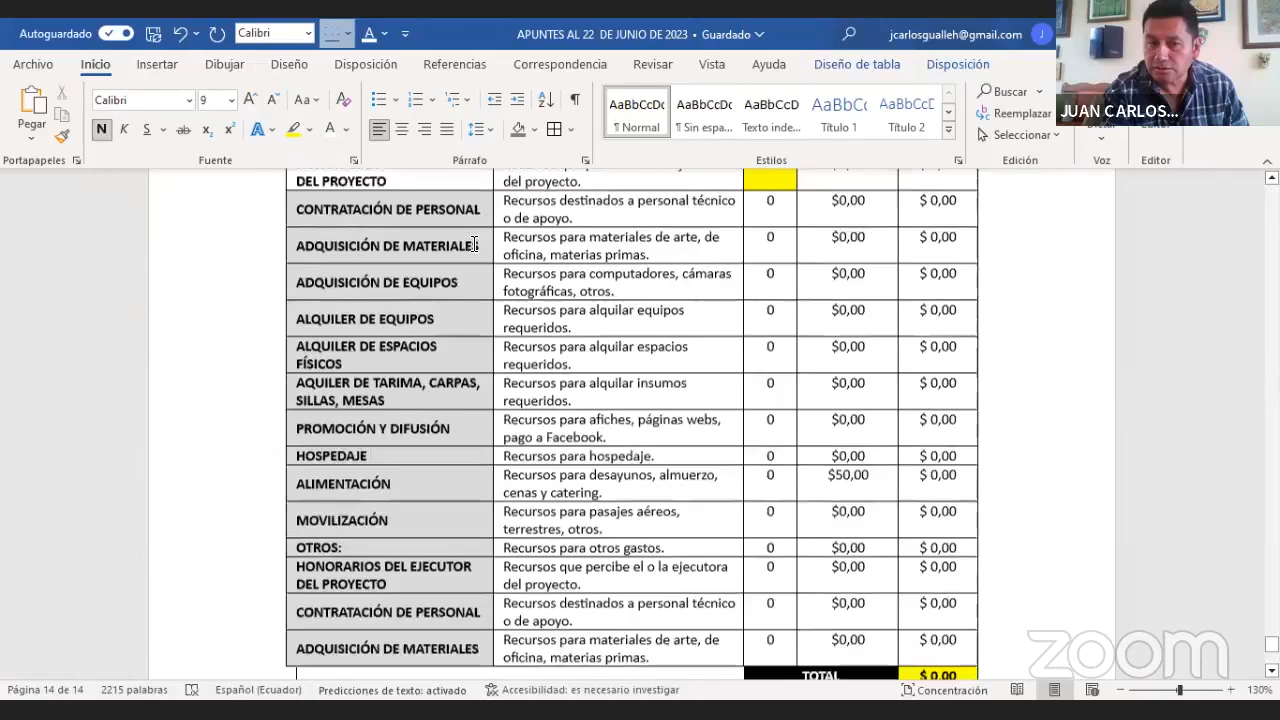 Autoguardado
Calibri
APUNTES AL 22 DE JUNIO DE 2023 • Guardado
jcarlosgualleh@gmail.com
J
Archivo Inicio Insertar Dibujar Diseño Disposición Referencias Correspondencia Revisar Vista Ayuda Diseño de tabla Disposición
JUAN CARLOS...
Pegar
Calibri 9
N K S ab x₂ x² A A
Aa
AaBbCcDc AaBbCcDc AaBbCcD AaBbCc AaBbCcD
¶ Normal ¶ Sin espa... Texto inde... Título 1 Título 2
Buscar
Reemplazar
Seleccionar
Editor
Portapapeles Fuente Párrafo Estilos Edición Voz Editor
DEL PROYECTO del proyecto.
CONTRATACIÓN DE PERSONAL Recursos destinados a personal técnico o de apoyo. 0 $0,00 $ 0,00
ADQUISICIÓN DE MATERIALES Recursos para materiales de arte, de oficina, materias primas. 0 $0,00 $ 0,00
ADQUISICIÓN DE EQUIPOS Recursos para computadores, cámaras fotográficas, otros. 0 $0,00 $ 0,00
ALQUILER DE EQUIPOS Recursos para alquilar equipos requeridos. 0 $0,00 $ 0,00
ALQUILER DE ESPACIOS FÍSICOS Recursos para alquilar espacios requeridos. 0 $0,00 $ 0,00
AQUILER DE TARIMA, CARPAS, SILLAS, MESAS Recursos para alquilar insumos requeridos. 0 $0,00 $ 0,00
PROMOCIÓN Y DIFUSIÓN Recursos para afiches, páginas webs, pago a Facebook. 0 $0,00 $ 0,00
HOSPEDAJE Recursos para hospedaje. 0 $0,00 $ 0,00
ALIMENTACIÓN Recursos para desayunos, almuerzo, cenas y catering. 0 $50,00 $ 0,00
MOVILIZACIÓN Recursos para pasajes aéreos, terrestres, otros. 0 $0,00 $ 0,00
OTROS: Recursos para otros gastos. 0 $0,00 $ 0,00
HONORARIOS DEL EJECUTOR DEL PROYECTO Recursos que percibe el o la ejecutora del proyecto. 0 $0,00 $ 0,00
CONTRATACIÓN DE PERSONAL Recursos destinados a personal técnico o de apoyo. 0 $0,00 $ 0,00
ADQUISICIÓN DE MATERIALES Recursos para materiales de arte, de oficina, materias primas. 0 $0,00 $ 0,00
TOTAL $ 0,00
zoom
Página 14 de 14 2215 palabras Español (Ecuador) Predicciones de texto: activado Accesibilidad: es necesario investigar Concentración 130%